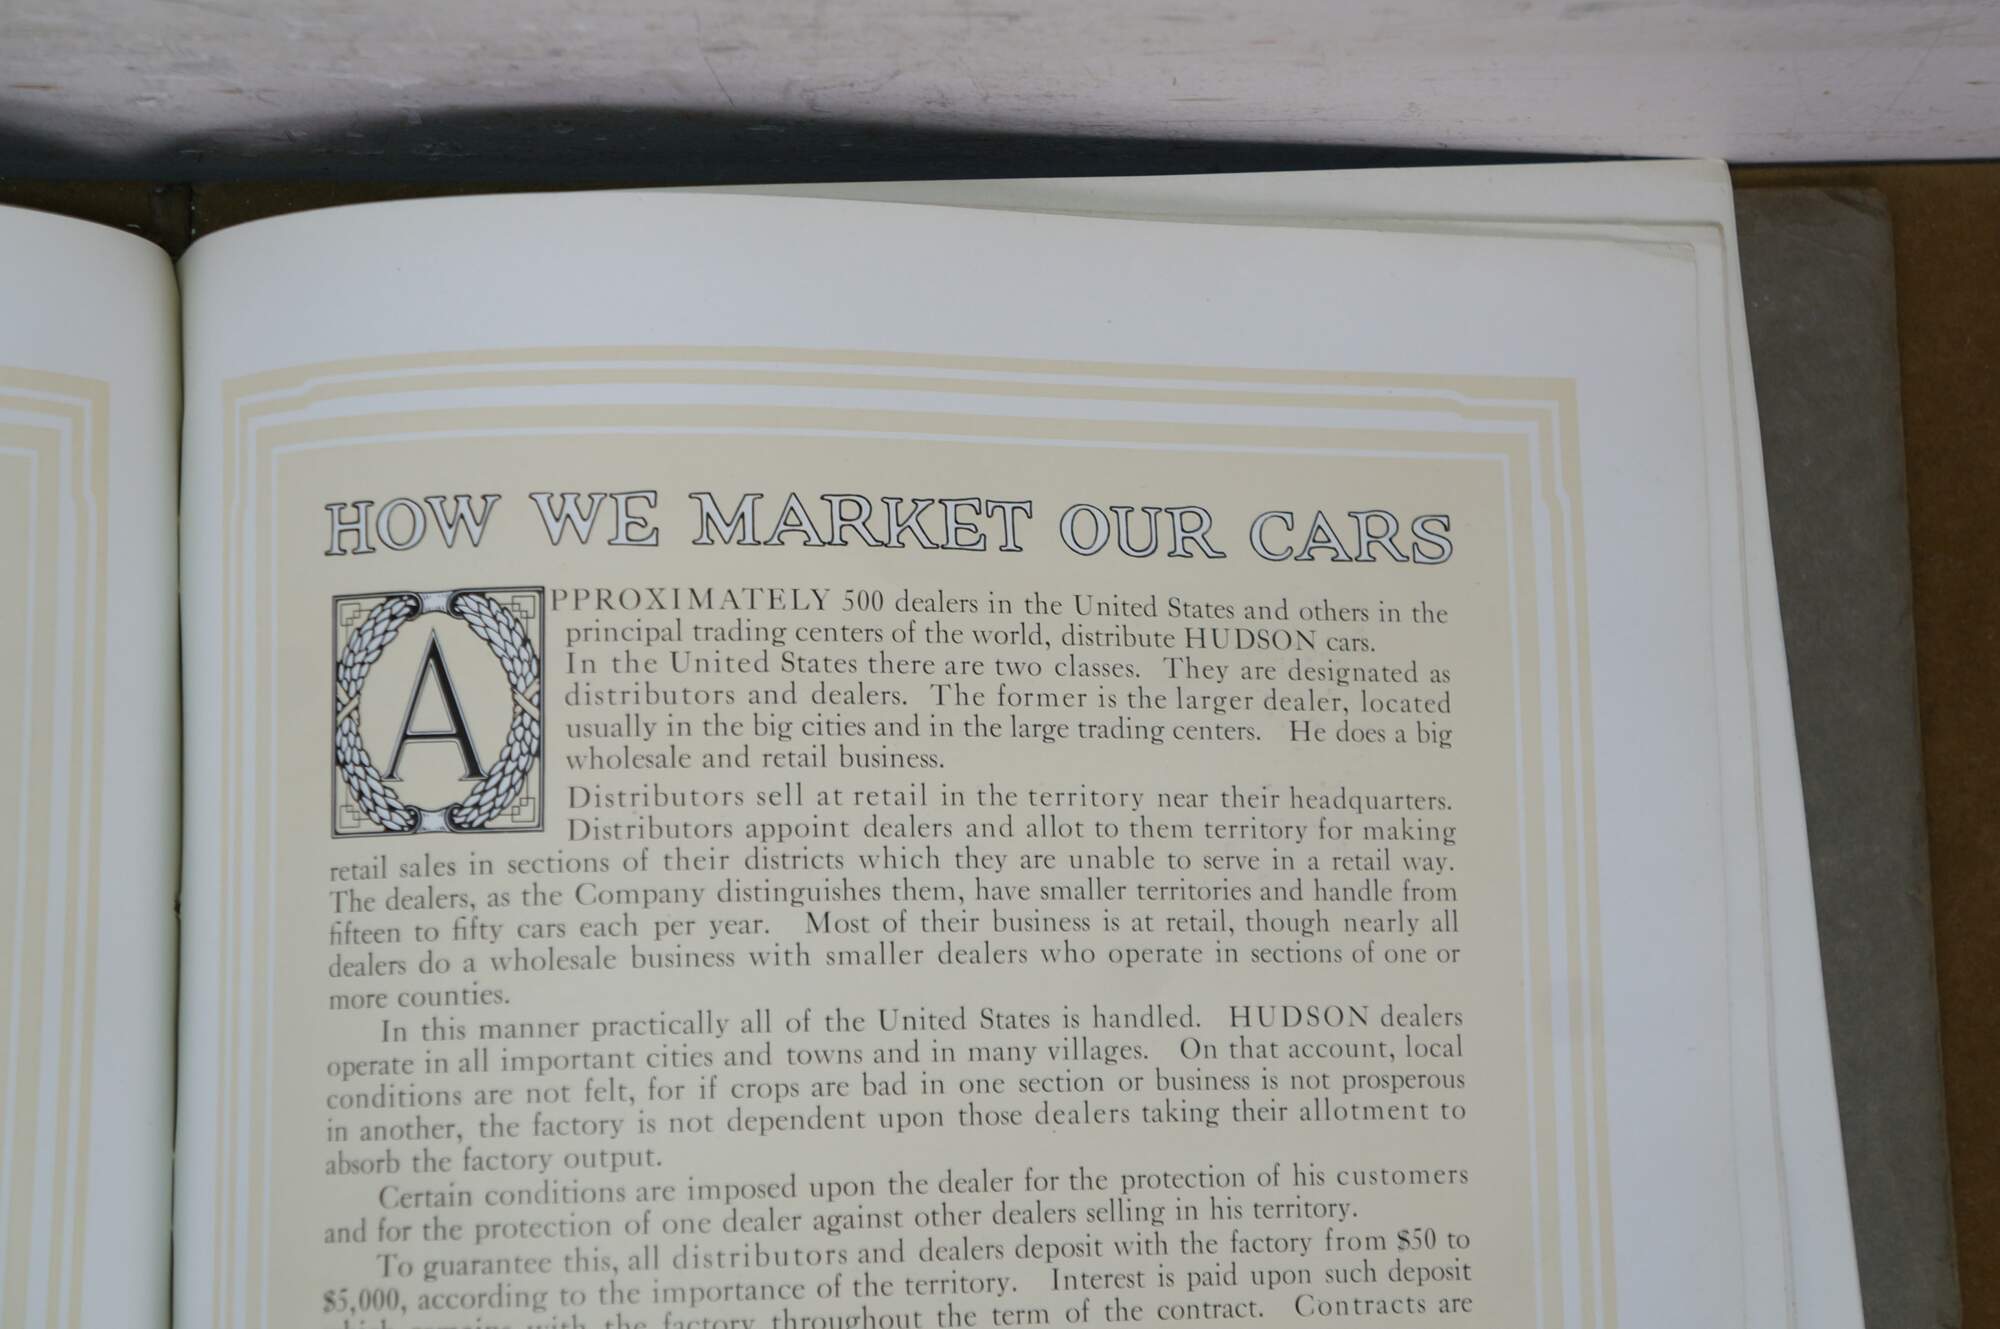 HOW WE MARKET OUR CARS
APPROXIMATELY 500 dealers in the United States and others in the
principal trading centers of the world, distribute HUDSON cars.
In the United States there are two classes. They are designated as
distributors and dealers. The former is the larger dealer, located
usually in the big cities and in the large trading centers. He does a big
wholesale and retail business.
Distributors sell at retail in the territory near their headquarters.
Distributors appoint dealers and allot to them territory for making
retail sales in sections of their districts which they are unable to serve in a retail way.
The dealers, as the Company distinguishes them, have smaller territories and handle from
fifteen to fifty cars each per year. Most of their business is at retail, though nearly all
dealers do a wholesale business with smaller dealers who operate in sections of one or
more counties.
In this manner practically all of the United States is handled. HUDSON dealers
operate in all important cities and towns and in many villages. On that account, local
conditions are not felt, for if crops are bad in one section or business is not prosperous
in another, the factory is not dependent upon those dealers taking their allotment to
absorb the factory output.
Certain conditions are imposed upon the dealer for the protection of his customers
and for the protection of one dealer against other dealers selling in his territory.
To guarantee this, all distributors and dealers deposit with the factory from $50 to
$5,000, according to the importance of the territory. Interest is paid upon such deposit
which remains with the factory throughout the term of the contract. Contracts are